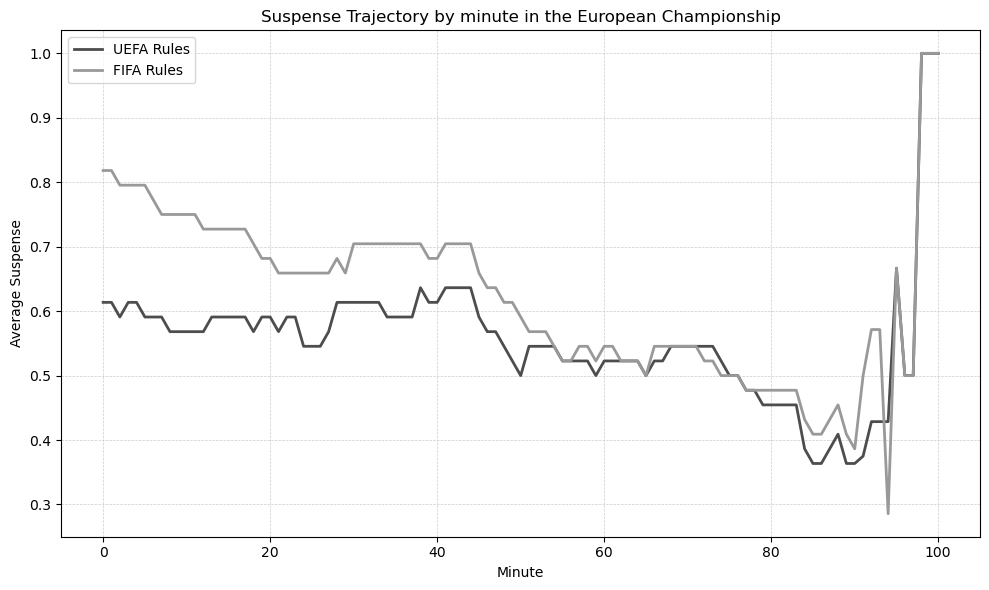 Suspense Trajectory by minute in the European Championship
UEFA Rules
FIFA Rules
Average Suspense
1.0
0.9
0.8
0.7
0.6
0.5
0.4
0.3
0 20 40 60 80 100
Minute